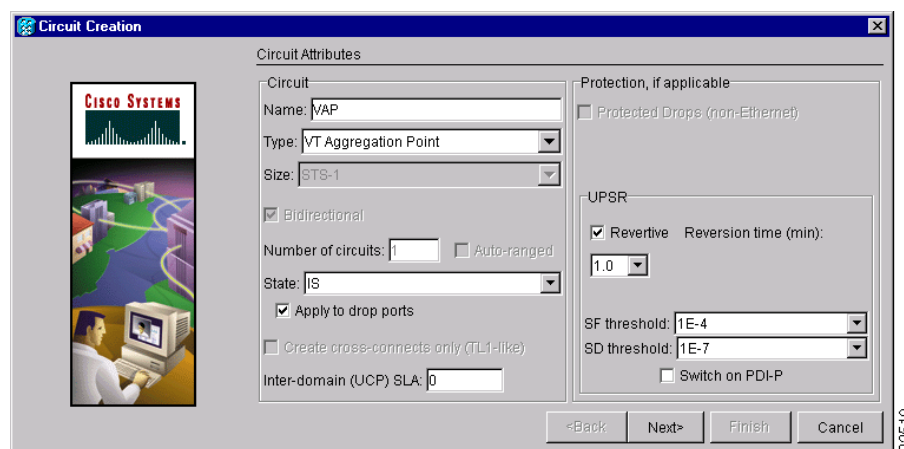 Circuit Creation
Circuit Attributes
CISCO SYSTEMS
Circuit
Name: VAP
Type: VT Aggregation Point
Size: STS-1
Bidirectional
Number of circuits: 1 Auto-ranged
State: IS
Apply to drop ports
Create cross-connects only (TL1-like)
Inter-domain (UCP) SLA: 0
Protection, if applicable
Protected Drops (non-Ethernet)
UPSR
Revertive Reversion time (min):
1.0
SF threshold: 1E-4
SD threshold: 1E-7
Switch on PDI-P
<Back Next> Finish Cancel